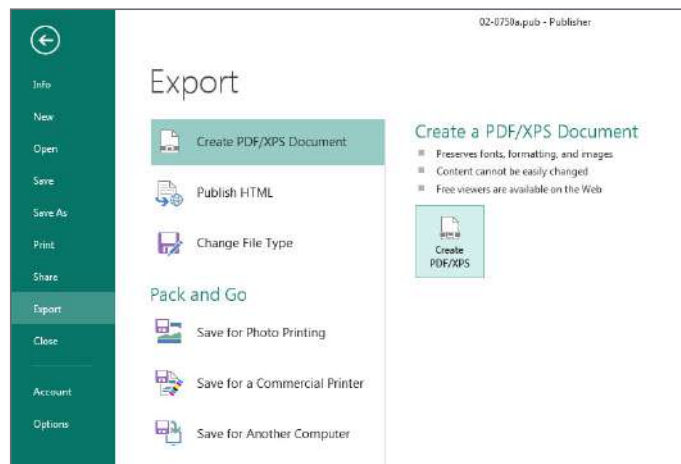 02-0750a.pub - Publisher
Info
New
Open
Save
Save As
Print
Share
Export
Close
Account
Options
Export
Create PDF/XPS Document
Publish HTML
Change File Type
Pack and Go
Save for Photo Printing
Save for a Commercial Printer
Save for Another Computer
Create a PDF/XPS Document
Preserves fonts, formatting, and images
Content cannot be easily changed
Free viewers are available on the Web
Create
PDF/XPS